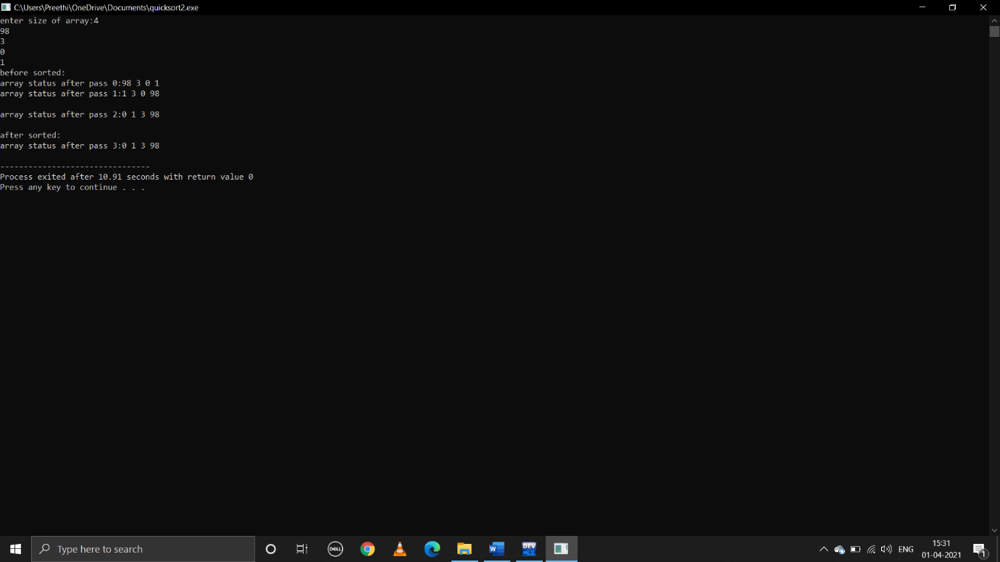 C:\Users\Preethi\OneDrive\Documents\quicksort2.exe
enter size of array:4
98
3
0
1
before sorted:
array status after pass 0:98 3 0 1
array status after pass 1:1 3 0 98
array status after pass 2:0 1 3 98
after sorted:
array status after pass 3:0 1 3 98
--------------------------------
Process exited after 10.91 seconds with return value 0
Press any key to continue . . .
Type here to search
DELL
W
DEV
C++
ENG
15:31
01-04-2021
1